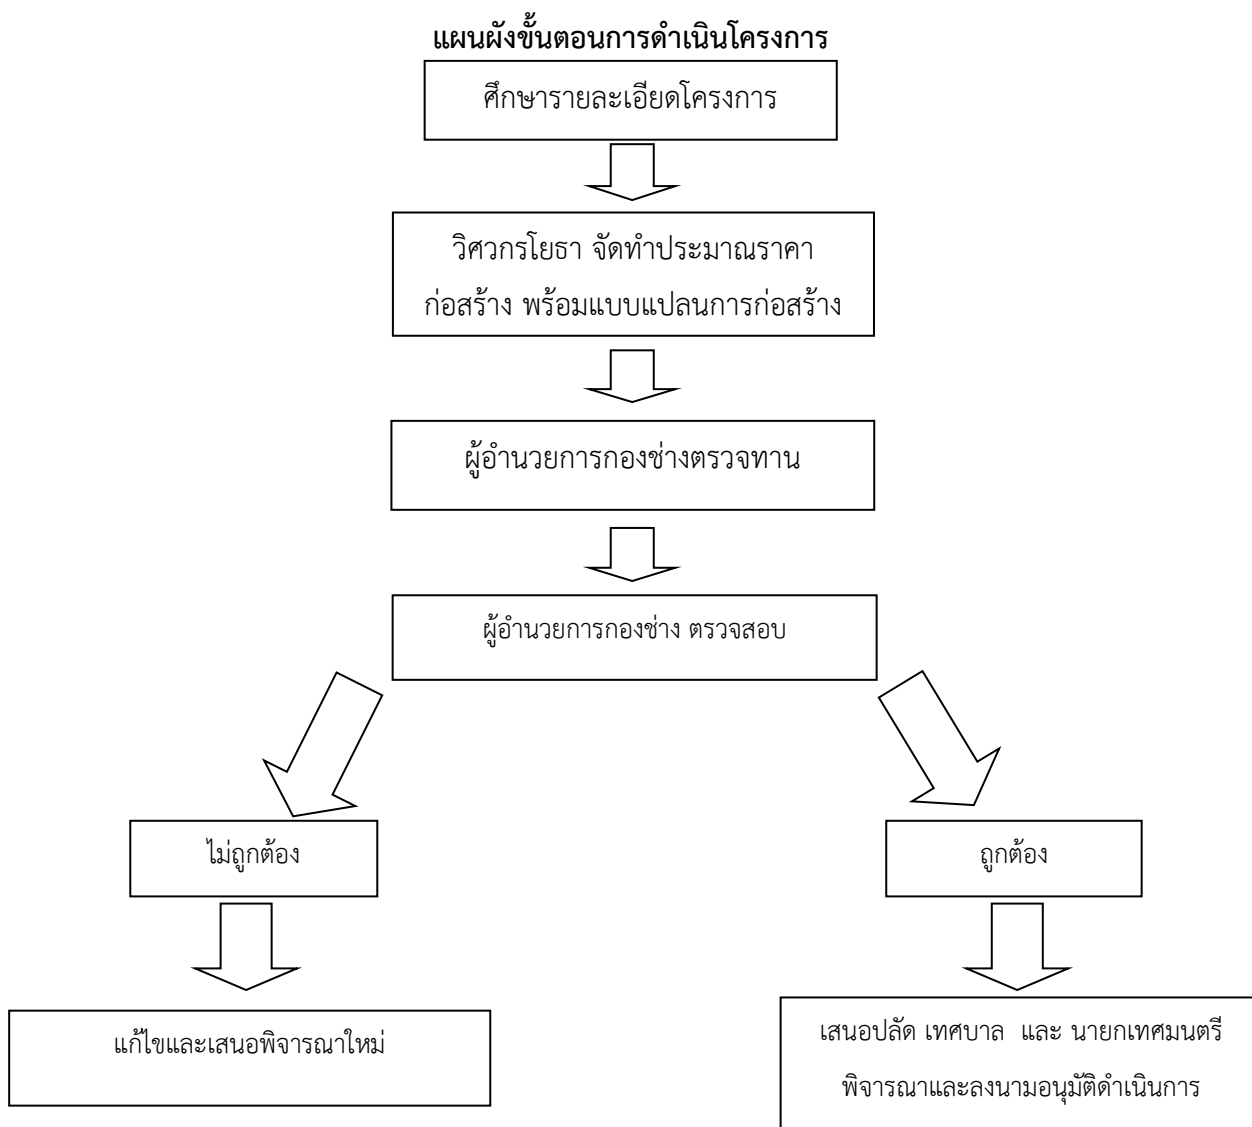 แผนผังขั้นตอนการดำเนินโครงการ
ศึกษารายละเอียดโครงการ
วิศวกรโยธา จัดทำประมาณราคา
ก่อสร้าง พร้อมแบบแปลนการก่อสร้าง
ผู้อำนวยการกองช่างตรวจทาน
ผู้อำนวยการกองช่าง ตรวจสอบ
ไม่ถูกต้อง
ถูกต้อง
แก้ไขและเสนอพิจารณาใหม่
เสนอปลัด เทศบาล และ นายกเทศมนตรี
พิจารณาและลงนามอนุมัติดำเนินการ